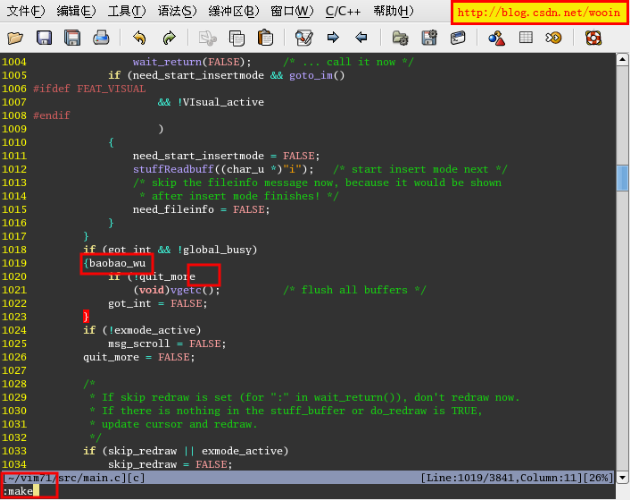 文件(F) 编辑(E) 工具(T) 语法(S) 缓冲区(B) 窗口(W) C/C++ 帮助(H) http://blog.csdn.net/wooin
1004 wait_return(FALSE); /* ... call it now */
1005 if (need_start_insertmode && goto_im()
1006 #ifdef FEAT_VISUAL
1007 && !VIsual_active
1008 #endif
1009 )
1010 {
1011 need_start_insertmode = FALSE;
1012 stuffReadbuff((char_u *)"i"); /* start insert mode next */
1013 /* skip the fileinfo message now, because it would be shown
1014 * after insert mode finishes! */
1015 need_fileinfo = FALSE;
1016 }
1017 }
1018 if (got_int && !global_busy)
1019 {baobao_wu
1020 if (!quit_more
1021 (void)vgetc(); /* flush all buffers */
1022 got_int = FALSE;
1023 }
1024 if (!exmode_active)
1025 msg_scroll = FALSE;
1026 quit_more = FALSE;
1027
1028 /*
1029 * If skip redraw is set (for ":" in wait_return()), don't redraw now.
1030 * If there is nothing in the stuff_buffer or do_redraw is TRUE,
1031 * update cursor and redraw.
1032 */
1033 if (skip_redraw || exmode_active)
1034 skip_redraw = FALSE;
[~/vim71/src/main.c][c] [Line:1019/3841,Column:11][26%]
:make